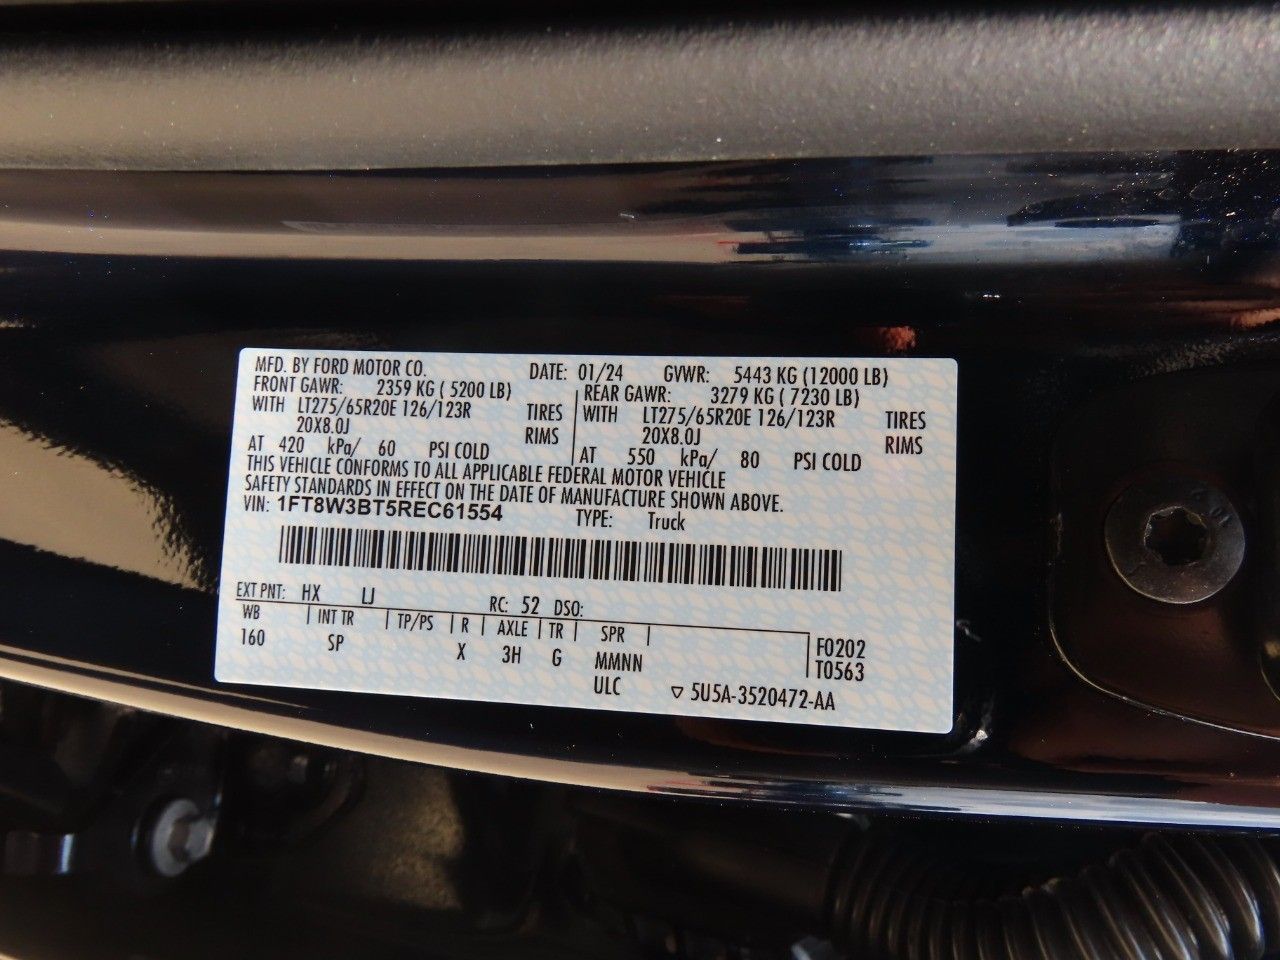 MFD. BY FORD MOTOR CO. DATE: 01/24 GVWR: 5443 KG (12000 LB)
FRONT GAWR: 2359 KG ( 5200 LB) REAR GAWR: 3279 KG ( 7230 LB)
WITH LT275/65R20E 126/123R TIRES WITH LT275/65R20E 126/123R TIRES
20X8.0J RIMS 20X8.0J RIMS
AT 420 kPa/ 60 PSI COLD AT 550 kPa/ 80 PSI COLD
THIS VEHICLE CONFORMS TO ALL APPLICABLE FEDERAL MOTOR VEHICLE
SAFETY STANDARDS IN EFFECT ON THE DATE OF MANUFACTURE SHOWN ABOVE.
VIN: 1FT8W3BT5REC61554 TYPE: Truck
EXT PNT: HX LJ RC: 52 DSO:
WB INT TR TP/PS R AXLE TR SPR F0202
160 SP X 3H G MMNN T0563
ULC ▽ 5U5A-3520472-AA